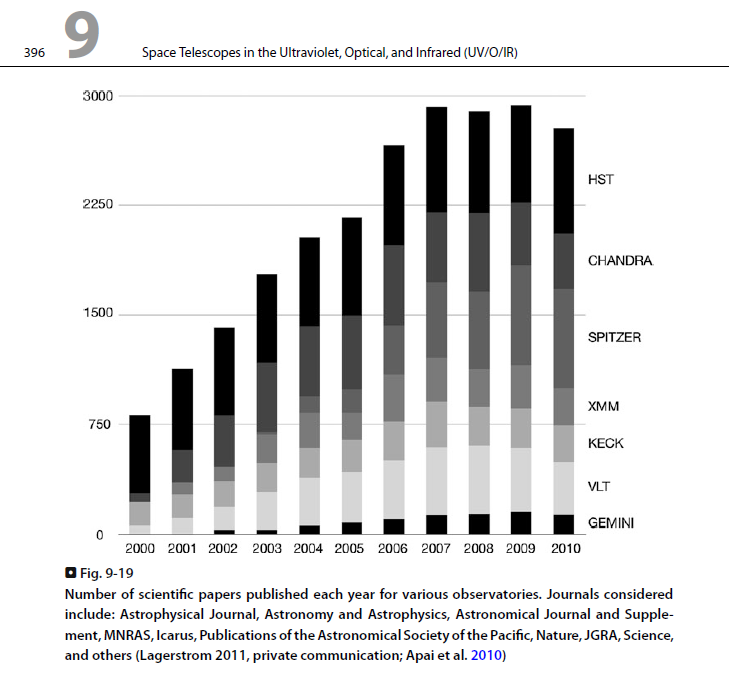 396
9
Space Telescopes in the Ultraviolet, Optical, and Infrared (UV/O/IR)
3000
2250
1500
750
0
HST
CHANDRA
SPITZER
XMM
KECK
VLT
GEMINI
2000 2001 2002 2003 2004 2005 2006 2007 2008 2009 2010
Fig. 9-19
Number of scientific papers published each year for various observatories. Journals considered
include: Astrophysical Journal, Astronomy and Astrophysics, Astronomical Journal and Supple-
ment, MNRAS, Icarus, Publications of the Astronomical Society of the Pacific, Nature, JGRA, Science,
and others (Lagerstrom 2011, private communication; Apai et al. 2010)